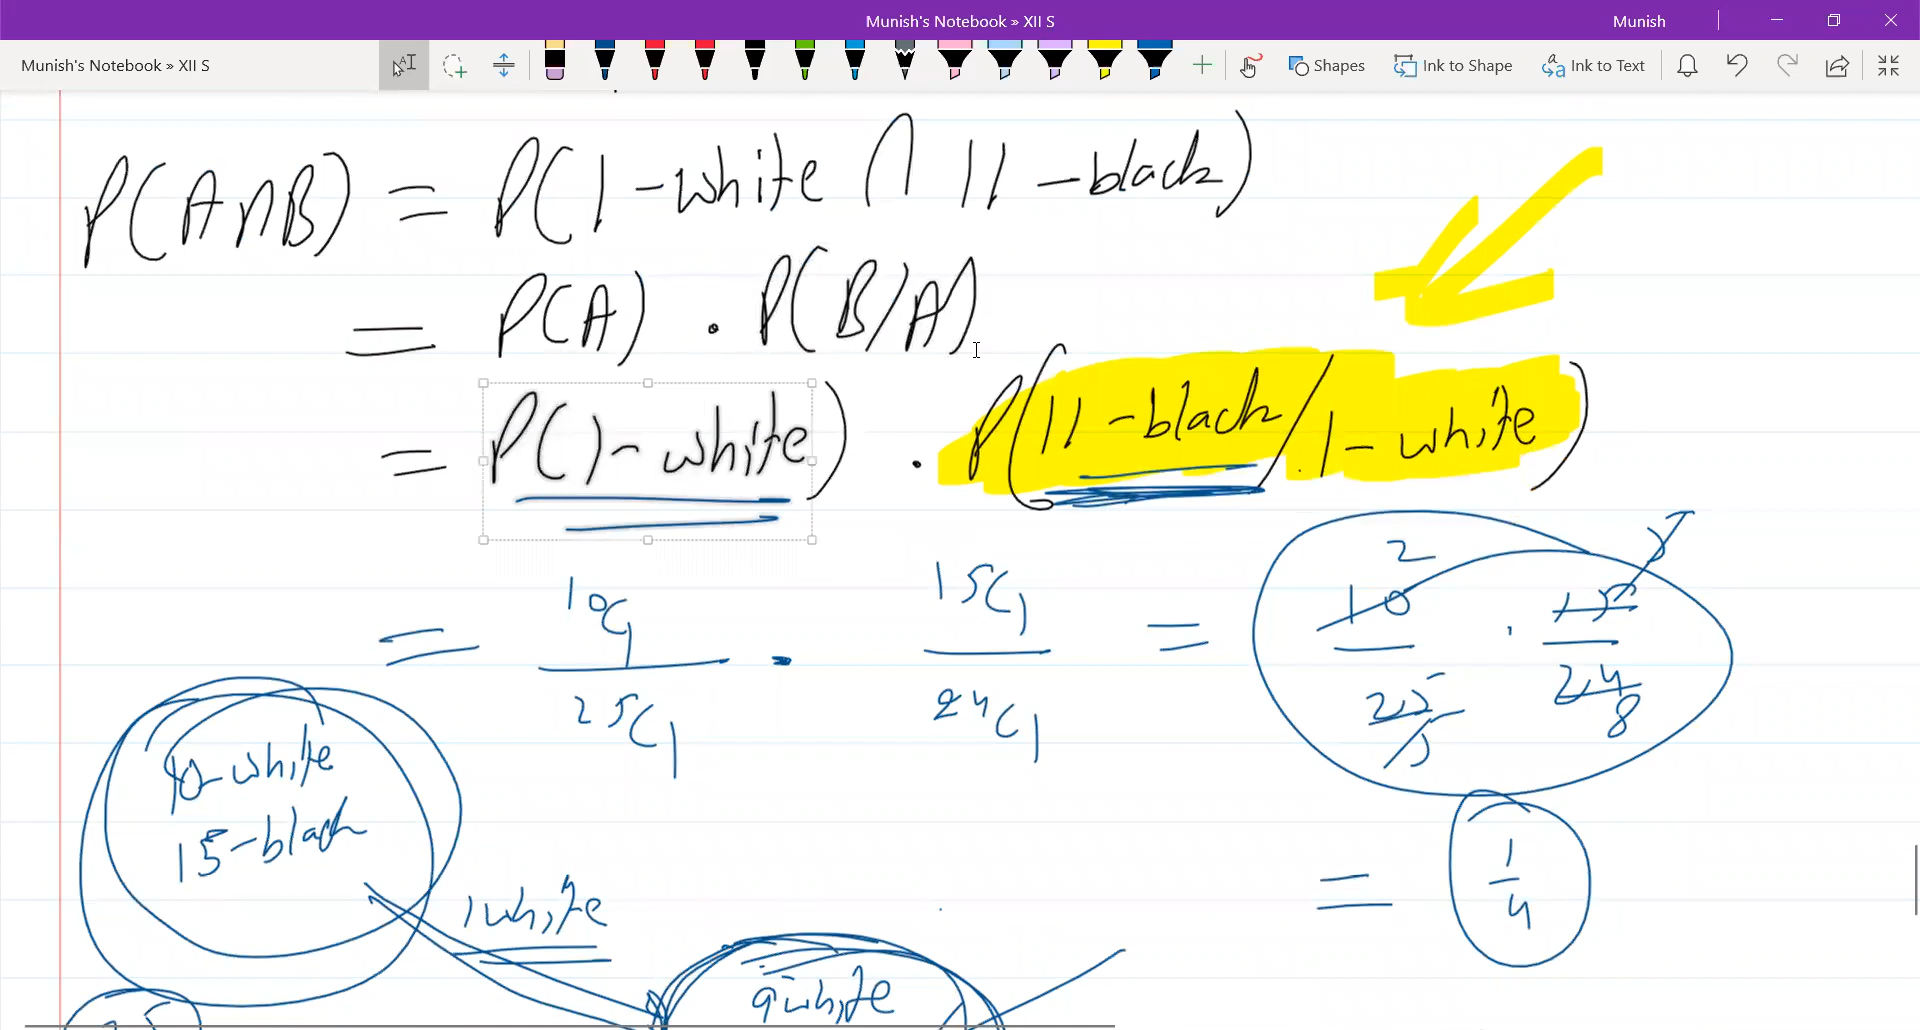 Munish's Notebook » XII S
Munish
Munish's Notebook » XII S
Shapes
Ink to Shape
Ink to Text
P(A∩B) = P(I-white ∩ II-black)
= P(A) . P(B/A)
= P(I-white) . P(II-black/I-white)
= 10C1/25C1 . 15C1/24C1 = 10/25 . 15/24
2
5
8
= 1/4
10-white
15-black
1 white
9 white